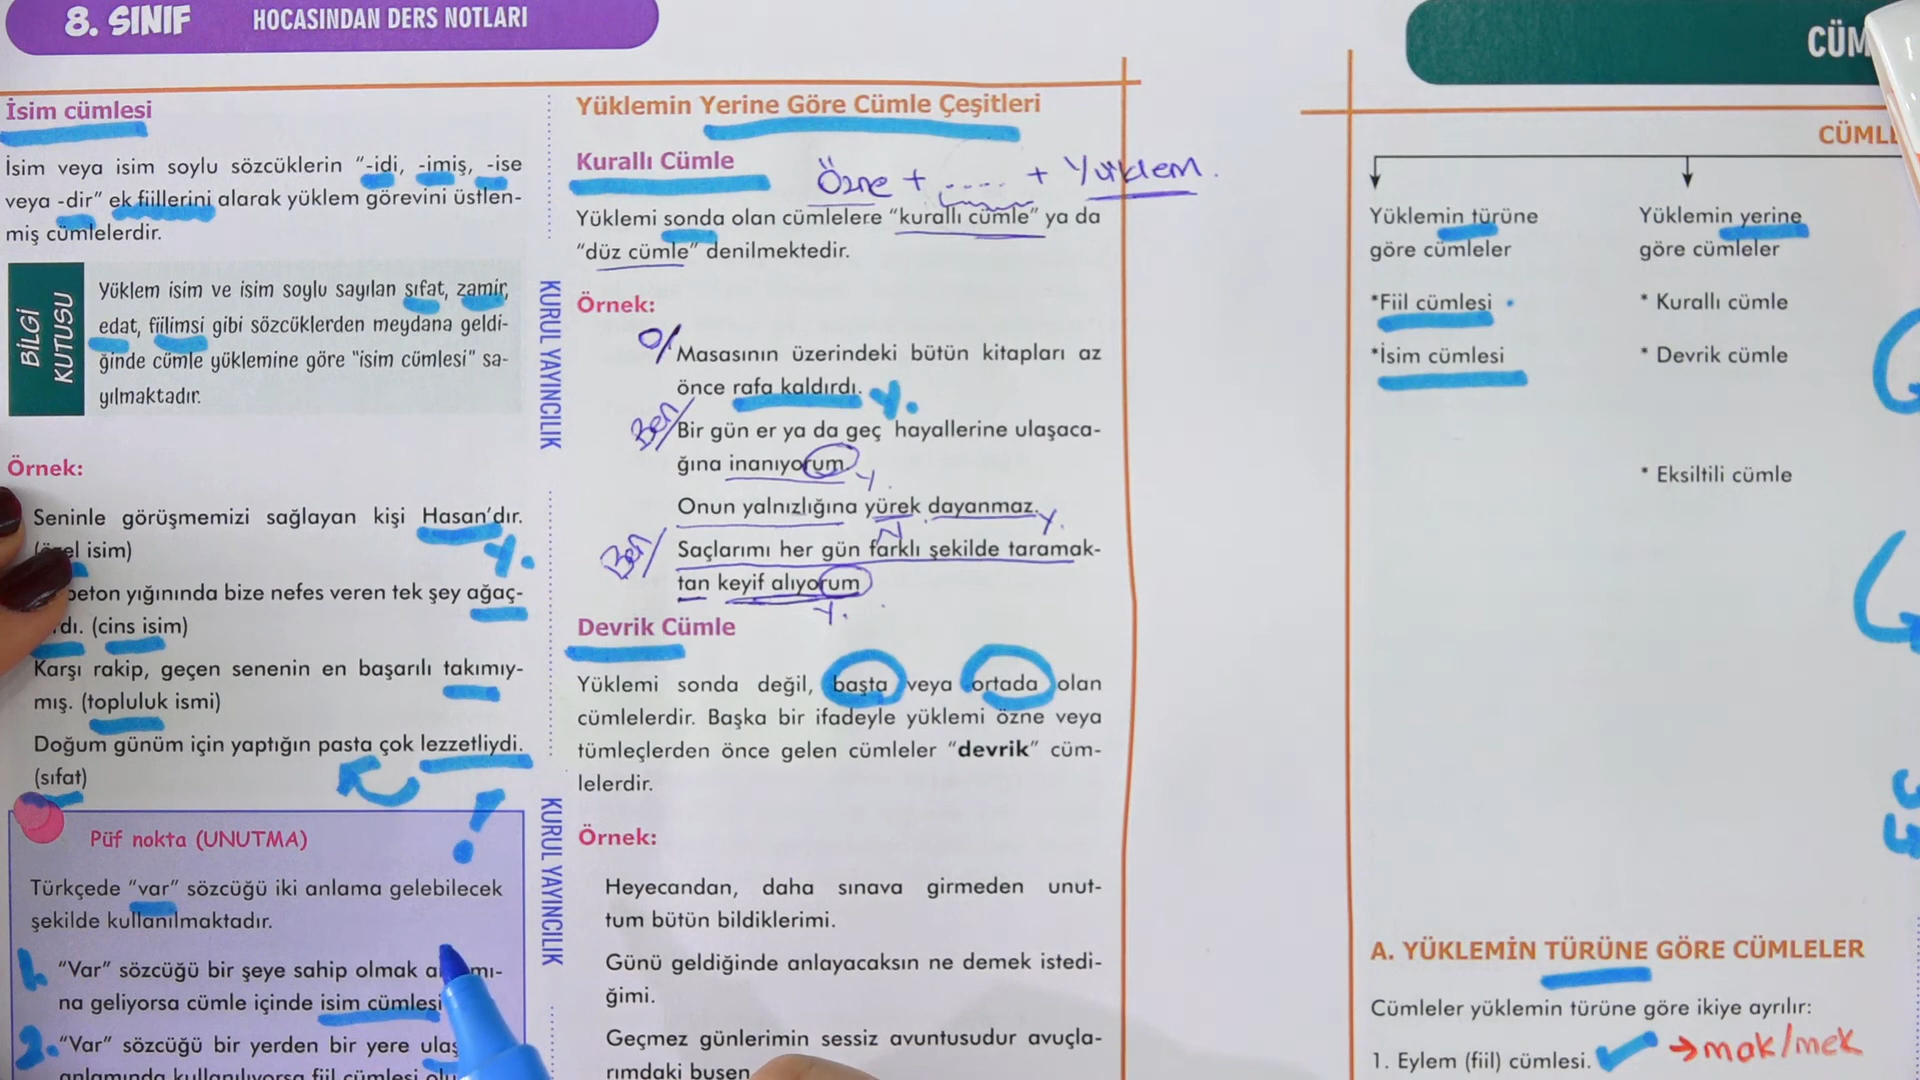 8. SINIF
HOCASINDAN DERS NOTLARI
İsim cümlesi
İsim veya isim soylu sözcüklerin “-idi, -imiş, -ise
veya -dir” ek fiillerini alarak yüklem görevini üstlen-
miş cümlelerdir.
BİLGİ
KUTUSU
Yüklem isim ve isim soylu sayılan sıfat, zamir,
edat, fiilimsi gibi sözcüklerden meydana geldi-
ğinde cümle yüklemine göre “isim cümlesi” sa-
yılmaktadır.
Örnek:
Seninle görüşmemizi sağlayan kişi Hasan’dır.
isim)
y.
beton yığınında bize nefes veren tek şey ağaç-
dı. (cins isim)
Karşı rakip, geçen senenin en başarılı takımıy-
mış. (topluluk ismi)
Doğum günüm için yaptığın pasta çok lezzetliydi.
(sıfat)
!
Püf nokta (UNUTMA)
Türkçede “var” sözcüğü iki anlama gelebilecek
şekilde kullanılmaktadır.
1. “Var” sözcüğü bir şeye sahip olmak
na geliyorsa cümle içinde isim cümlesi
2. “Var” sözcüğü bir yerden bir yere
anlamında kullanılıyorsa fiil cümlesi
KURUL YAYINCILIK
KURUL YAYINCILIK
Yüklemin Yerine Göre Cümle Çeşitleri
Kurallı Cümle
Özne + .... + Yüklem.
Yüklemi sonda olan cümlelere “kurallı cümle” ya da
“düz cümle” denilmektedir.
Örnek:
O/ Masasının üzerindeki bütün kitapları az
önce rafa kaldırdı. y.
Ben/ Bir gün er ya da geç hayallerine ulaşaca-
ğına inanıyorum y.
Onun yalnızlığına yürek dayanmaz. y.
N
Ben/ Saçlarımı her gün farklı şekilde taramak-
tan keyif alıyorum
y.
Devrik Cümle
Yüklemi sonda değil, başta veya ortada olan
cümlelerdir. Başka bir ifadeyle yüklemi özne veya
tümleçlerden önce gelen cümleler “devrik” cüm-
lelerdir.
Örnek:
Heyecandan, daha sınava girmeden unut-
tum bütün bildiklerimi.
Günü geldiğinde anlayacaksın ne demek istedi-
ğimi.
Geçmez günlerimin sessiz avuntusudur avuçla-
rımdaki busen
Yüklemin türüne
göre cümleler
*Fiil cümlesi
*İsim cümlesi
Yüklemin yerine
göre cümleler
* Kurallı cümle
* Devrik cümle
* Eksiltili cümle
A. YÜKLEMİN TÜRÜNE GÖRE CÜMLELER
Cümleler yüklemin türüne göre ikiye ayrılır:
1. Eylem (fiil) cümlesi. → mak/mek